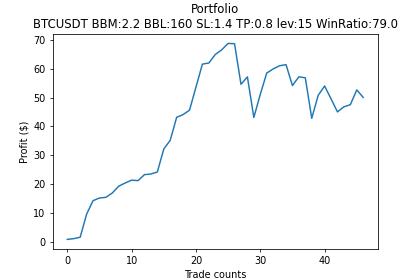 Portfolio
BTCUSDT BBM:2.2 BBL:160 SL:1.4 TP:0.8 lev:15 WinRatio:79.0
70
60
50
40
30
20
10
0
Profit ($)
0 10 20 30 40
Trade counts